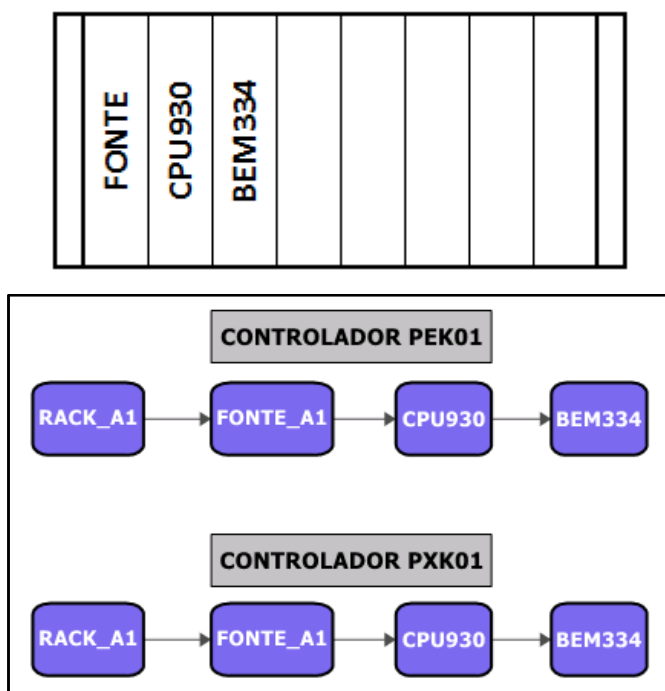 FONTE
CPU930
BEM334
CONTROLADOR PEK01
RACK_A1
FONTE_A1
CPU930
BEM334
CONTROLADOR PXK01
RACK_A1
FONTE_A1
CPU930
BEM334